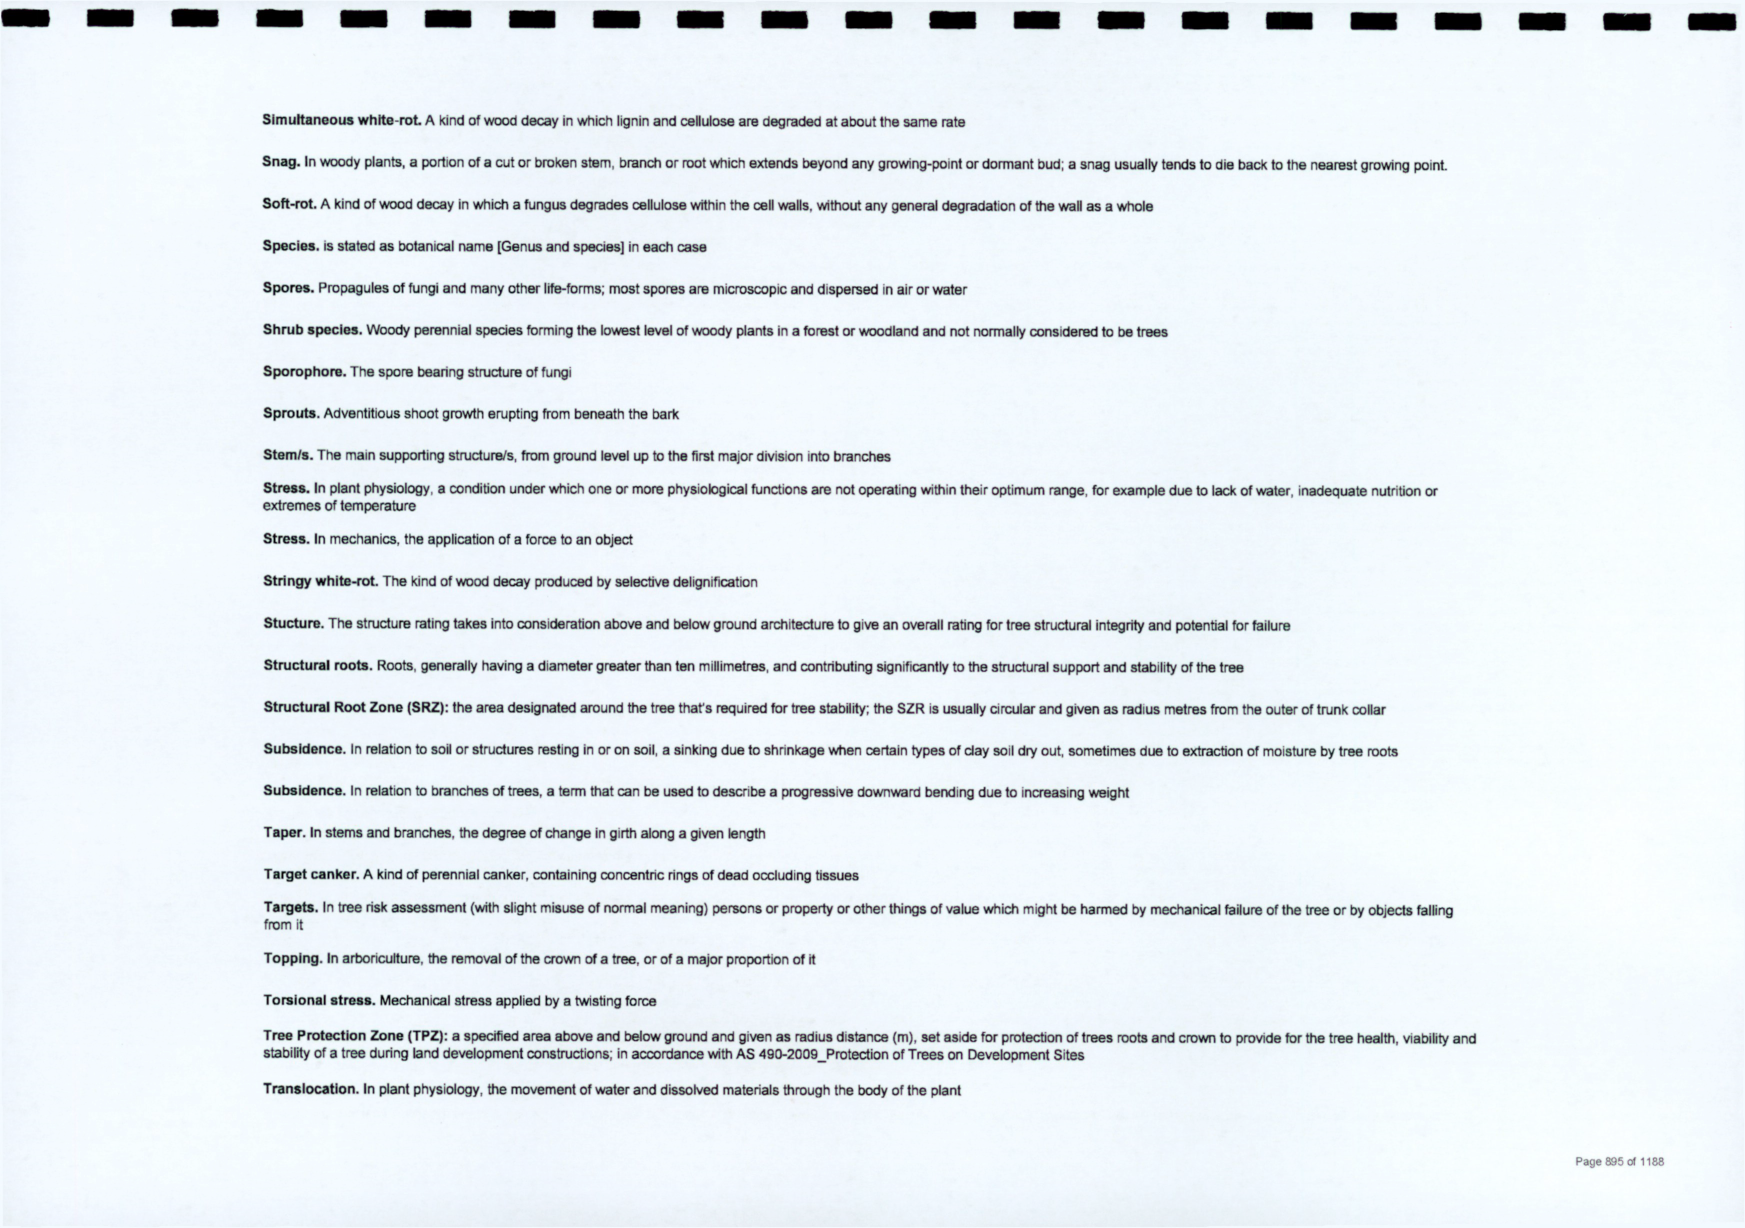 Simultaneous white-rot. A kind of wood decay in which lignin and cellulose are degraded at about the same rate
Snag. In woody plants, a portion of a cut or broken stem, branch or root which extends beyond any growing-point or dormant bud; a snag usually tends to die back to the nearest growing point.
Soft-rot. A kind of wood decay in which a fungus degrades cellulose within the cell walls, without any general degradation of the wall as a whole
Species. is stated as botanical name [Genus and species] in each case
Spores. Propagules of fungi and many other life-forms; most spores are microscopic and dispersed in air or water
Shrub species. Woody perennial species forming the lowest level of woody plants in a forest or woodland and not normally considered to be trees
Sporophore. The spore bearing structure of fungi
Sprouts. Adventitious shoot growth erupting from beneath the bark
Stem/s. The main supporting structure/s, from ground level up to the first major division into branches
Stress. In plant physiology, a condition under which one or more physiological functions are not operating within their optimum range, for example due to lack of water, inadequate nutrition or
extremes of temperature
Stress. In mechanics, the application of a force to an object
Stringy white-rot. The kind of wood decay produced by selective delignification
Stucture. The structure rating takes into consideration above and below ground architecture to give an overall rating for tree structural integrity and potential for failure
Structural roots. Roots, generally having a diameter greater than ten millimetres, and contributing significantly to the structural support and stability of the tree
Structural Root Zone (SRZ): the area designated around the tree that's required for tree stability; the SZR is usually circular and given as radius metres from the outer of trunk collar
Subsidence. In relation to soil or structures resting in or on soil, a sinking due to shrinkage when certain types of clay soil dry out, sometimes due to extraction of moisture by tree roots
Subsidence. In relation to branches of trees, a term that can be used to describe a progressive downward bending due to increasing weight
Taper. In stems and branches, the degree of change in girth along a given length
Target canker. A kind of perennial canker, containing concentric rings of dead occluding tissues
Targets. In tree risk assessment (with slight misuse of normal meaning) persons or property or other things of value which might be harmed by mechanical failure of the tree or by objects falling
from it
Topping. In arboriculture, the removal of the crown of a tree, or of a major proportion of it
Torsional stress. Mechanical stress applied by a twisting force
Tree Protection Zone (TPZ): a specified area above and below ground and given as radius distance (m), set aside for protection of trees roots and crown to provide for the tree health, viability and
stability of a tree during land development constructions; in accordance with AS 490-2009_Protection of Trees on Development Sites
Translocation. In plant physiology, the movement of water and dissolved materials through the body of the plant
Page 895 of 1188